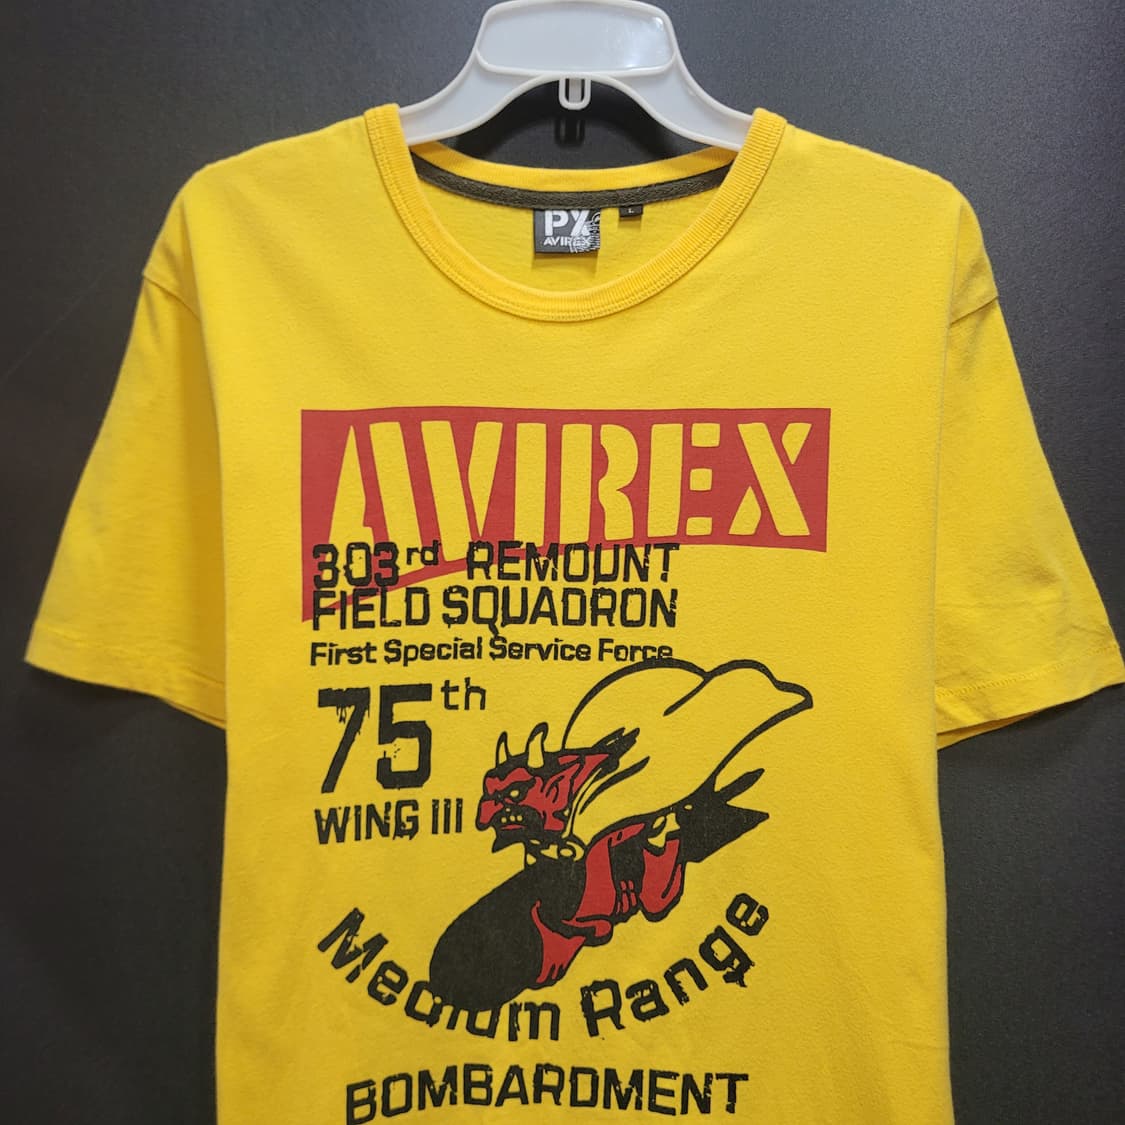 PX
AVIREX
L
AVIREX
303rd REMOUNT
FIELD SQUADRON
First Special Service Force
75th
WING III
Medium Range
BOMBARDMENT